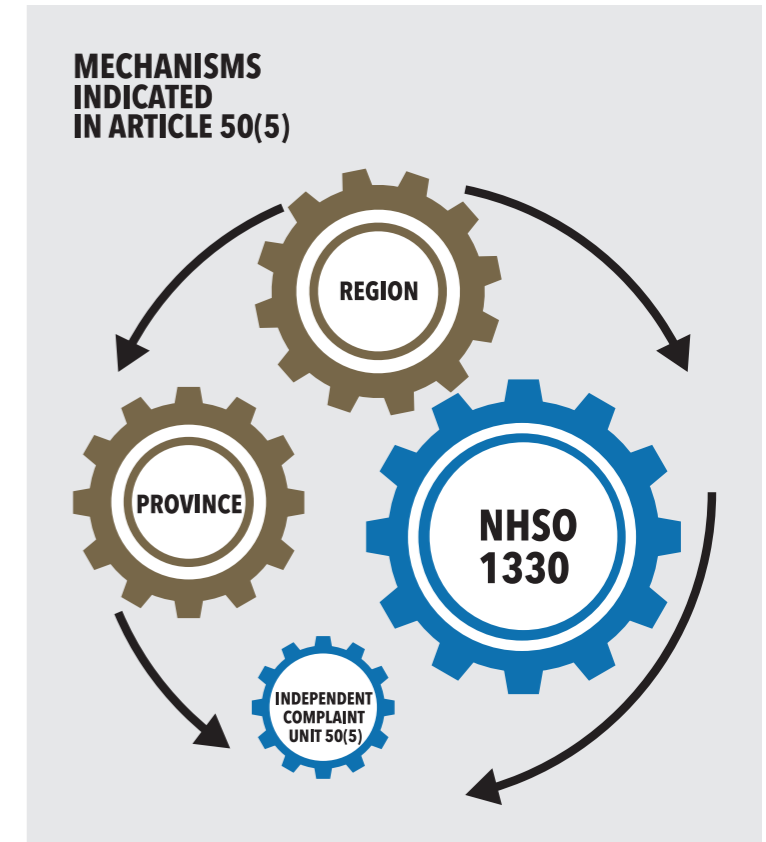 MECHANISMS
INDICATED
IN ARTICLE 50(5)
REGION
PROVINCE
NHSO
1330
INDEPENDENT
COMPLAINT
UNIT 50(5)